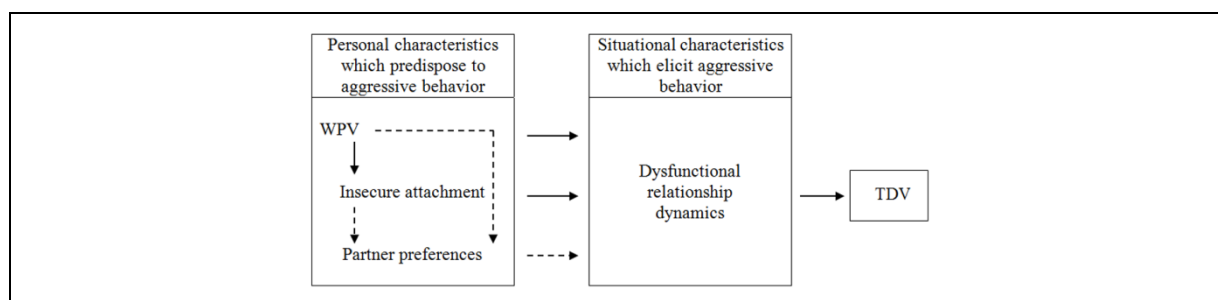 Personal characteristics
which predispose to
aggressive behavior
Situational characteristics
which elicit aggressive
behavior
WPV
Insecure attachment
Partner preferences
Dysfunctional
relationship
dynamics
TDV